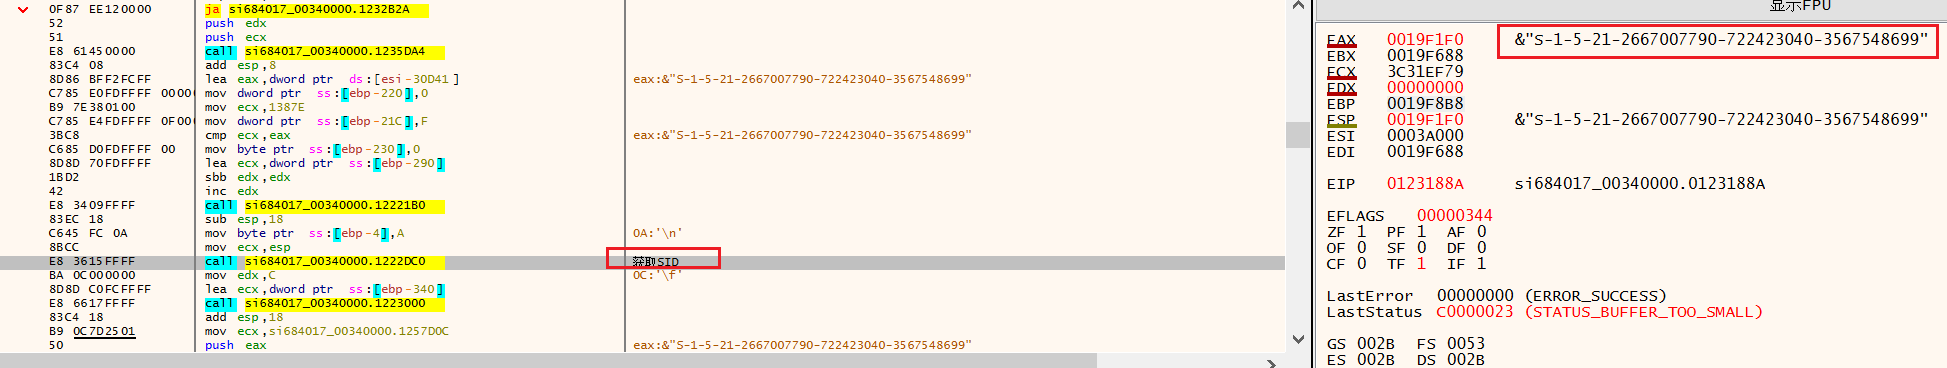 显示FPU
0F87 EE120000 ja si684017_00340000.1232B2A
52 push edx
51 push ecx
E8 61450000 call si684017_00340000.1235DA4
83C4 08 add esp,8
8D86 BFF2FCFF lea eax,dword ptr ds:[esi-30D41] eax:&"S-1-5-21-2667007790-722423040-3567548699"
C785 E0FDFFFF 0000 mov dword ptr ss:[ebp-220],0
B9 7E380100 mov ecx,1387E
C785 E4FDFFFF 0F00 mov dword ptr ss:[ebp-21C],F
3BC8 cmp ecx,eax eax:&"S-1-5-21-2667007790-722423040-3567548699"
C685 D0FDFFFF 00 mov byte ptr ss:[ebp-230],0
8D8D 70FDFFFF lea ecx,dword ptr ss:[ebp-290]
1BD2 sbb edx,edx
42 inc edx
E8 3409FFFF call si684017_00340000.12221B0
83EC 18 sub esp,18
C645 FC 0A mov byte ptr ss:[ebp-4],A 0A:'\n'
8BCC mov ecx,esp
E8 3615FFFF call si684017_00340000.1222DC0 获取SID
BA 0C000000 mov edx,C 0C:'\f'
8D8D C0FCFFFF lea ecx,dword ptr ss:[ebp-340]
E8 6617FFFF call si684017_00340000.1223000
83C4 18 add esp,18
B9 0C7D2501 mov ecx,si684017_00340000.1257D0C
50 push eax eax:&"S-1-5-21-2667007790-722423040-3567548699"
EAX 0019F1F0 &"S-1-5-21-2667007790-722423040-3567548699"
EBX 0019F688
ECX 3C31EF79
EDX 00000000
EBP 0019F8B8
ESP 0019F1F0 &"S-1-5-21-2667007790-722423040-3567548699"
ESI 0003A000
EDI 0019F688
EIP 0123188A si684017_00340000.0123188A
EFLAGS 00000344
ZF 1 PF 1 AF 0
OF 0 SF 0 DF 0
CF 0 TF 1 IF 1
LastError 00000000 (ERROR_SUCCESS)
LastStatus C0000023 (STATUS_BUFFER_TOO_SMALL)
GS 002B FS 0053
ES 002B DS 002B